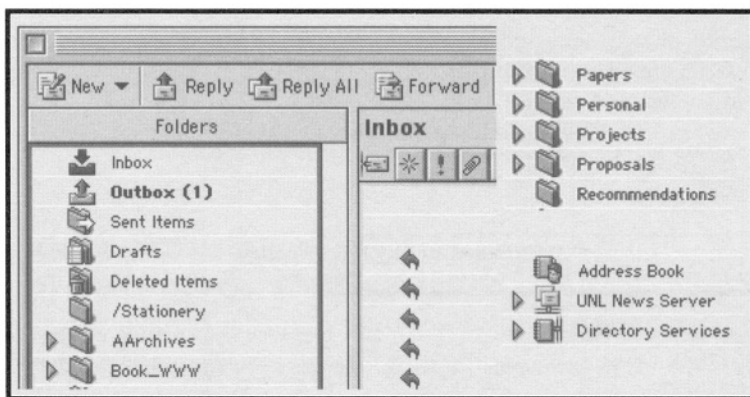 New Reply Reply All Forward
Folders
Inbox
Outbox (1)
Sent Items
Drafts
Deleted Items
/Stationery
AArchives
Book_WWW
Inbox
Papers
Personal
Projects
Proposals
Recommendations
Address Book
UNL News Server
Directory Services